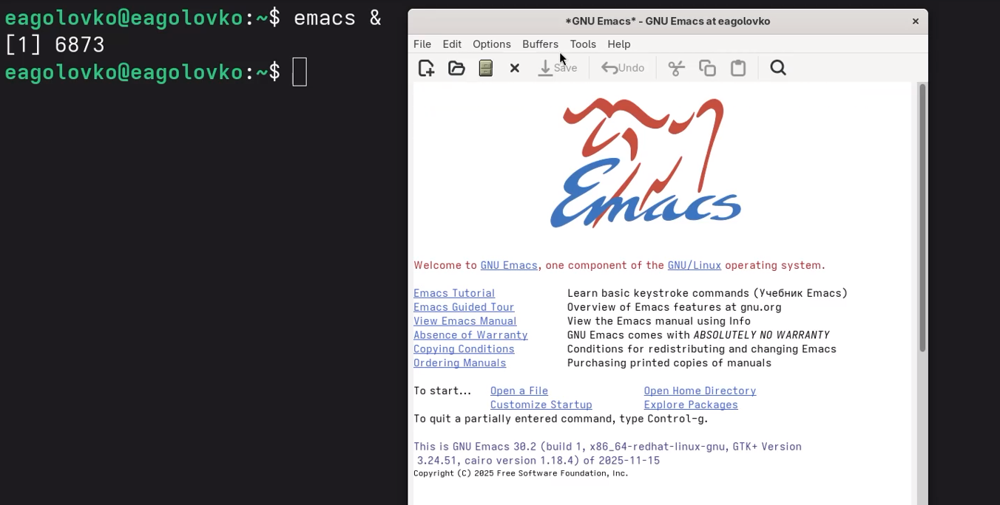 eagolovko@eagolovko:~$ emacs &
[1] 6873
eagolovko@eagolovko:~$
*GNU Emacs* - GNU Emacs at eagolovko
File Edit Options Buffers Tools Help
Save Undo
Emacs
Welcome to GNU Emacs, one component of the GNU/Linux operating system.
Emacs Tutorial Learn basic keystroke commands (Учебник Emacs)
Emacs Guided Tour Overview of Emacs features at gnu.org
View Emacs Manual View the Emacs manual using Info
Absence of Warranty GNU Emacs comes with ABSOLUTELY NO WARRANTY
Copying Conditions Conditions for redistributing and changing Emacs
Ordering Manuals Purchasing printed copies of manuals
To start... Open a File Open Home Directory
Customize Startup Explore Packages
To quit a partially entered command, type Control-g.
This is GNU Emacs 30.2 (build 1, x86_64-redhat-linux-gnu, GTK+ Version
3.24.51, cairo version 1.18.4) of 2025-11-15
Copyright (C) 2025 Free Software Foundation, Inc.